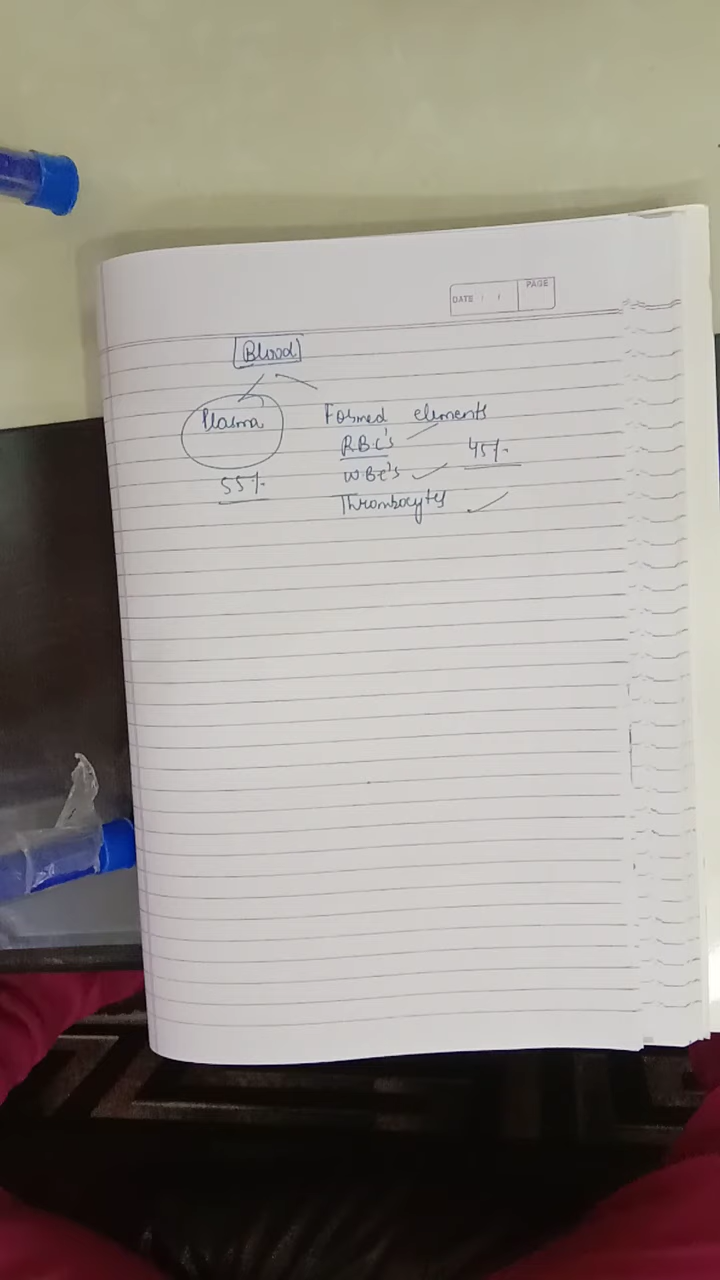 DATE / / PAGE
Blood
Plasma Formed elements
RBC's
55% WBC's 45%
Thrombocytes